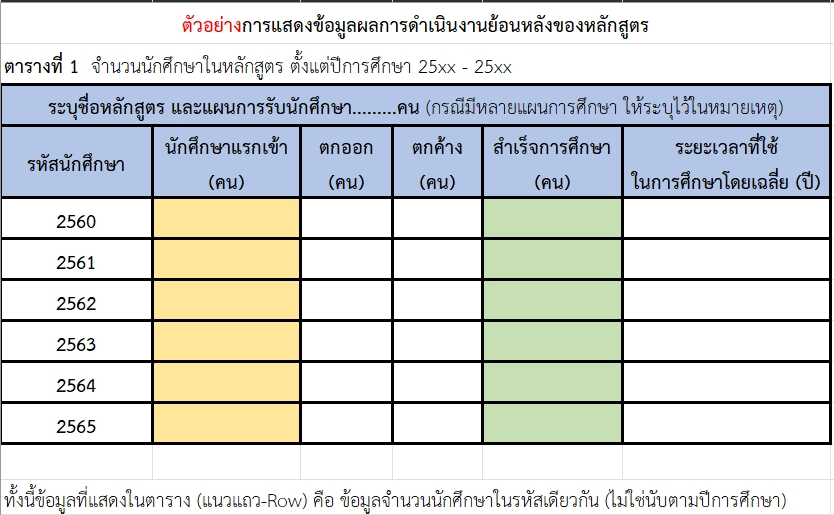 ตัวอย่างการแสดงข้อมูลผลการดำเนินงานย้อนหลังของหลักสูตร
ตารางที่ 1 จำนวนนักศึกษาในหลักสูตร ตั้งแต่ปีการศึกษา 25xx - 25xx
ระบุชื่อหลักสูตร และแผนการรับนักศึกษา.........คน (กรณีมีหลายแผนการศึกษา ให้ระบุไว้ในหมายเหตุ)
รหัสนักศึกษา นักศึกษาแรกเข้า ตกออก ตกค้าง สำเร็จการศึกษา ระยะเวลาที่ใช้
(คน) (คน) (คน) (คน) ในการศึกษาโดยเฉลี่ย (ปี)
2560
2561
2562
2563
2564
2565
ทั้งนี้ข้อมูลที่แสดงในตาราง (แนวแถว-Row) คือ ข้อมูลจำนวนนักศึกษาในรหัสเดียวกัน (ไม่ใช่นับตามปีการศึกษา)